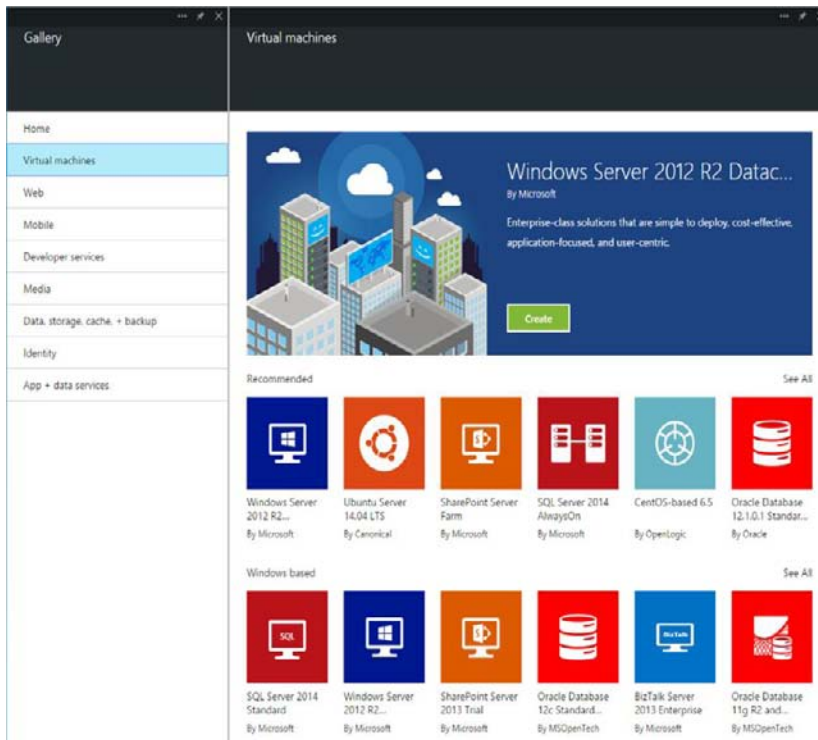 Gallery
Virtual machines
Home
Virtual machines
Web
Mobile
Developer services
Media
Data, storage, cache, + backup
Identity
App + data services
Windows Server 2012 R2 Datac...
By Microsoft
Enterprise-class solutions that are simple to deploy, cost-effective,
application-focused, and user-centric.
Create
Recommended
See All
Windows Server
2012 R2...
By Microsoft
Ubuntu Server
14.04 LTS
By Canonical
SharePoint Server
Farm
By Microsoft
SQL Server 2014
AlwaysOn
By Microsoft
CentOS-based 6.5
By OpenLogic
Oracle Database
12.1.0.1 Standar...
By Oracle
Windows based
See All
SQL
SQL Server 2014
Standard
By Microsoft
Windows Server
2012 R2...
By Microsoft
SharePoint Server
2013 Trial
By Microsoft
Oracle Database
12c Standard...
By MSOpenTech
BizTalk
BizTalk Server
2013 Enterprise
By Microsoft
Oracle Database
11g R2 and...
By MSOpenTech